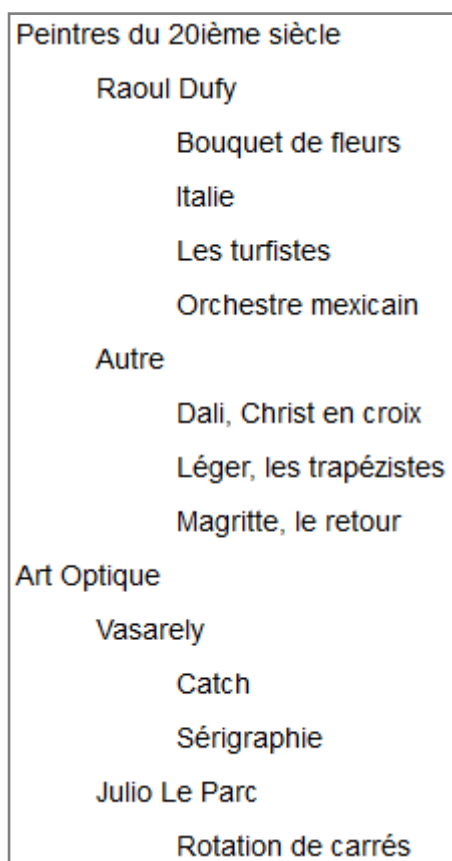 Peintres du 20ième siècle
Raoul Dufy
Bouquet de fleurs
Italie
Les turfistes
Orchestre mexicain
Autre
Dali, Christ en croix
Léger, les trapézistes
Magritte, le retour
Art Optique
Vasarely
Catch
Sérigraphie
Julio Le Parc
Rotation de carrés